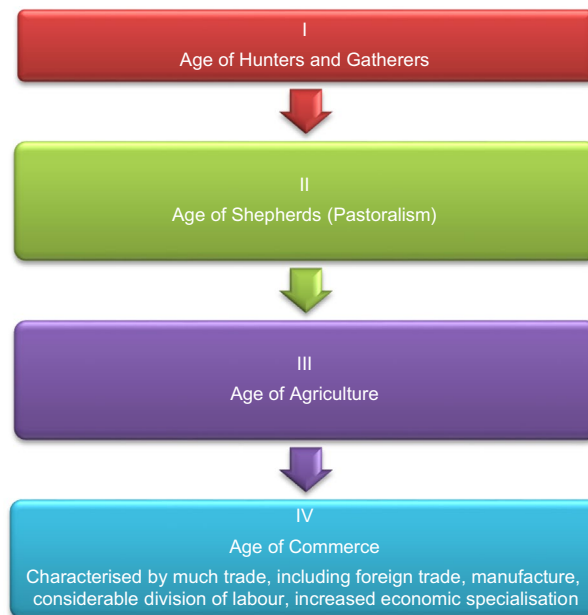 I
Age of Hunters and Gatherers
II
Age of Shepherds (Pastoralism)
III
Age of Agriculture
IV
Age of Commerce
Characterised by much trade, including foreign trade, manufacture,
considerable division of labour, increased economic specialisation